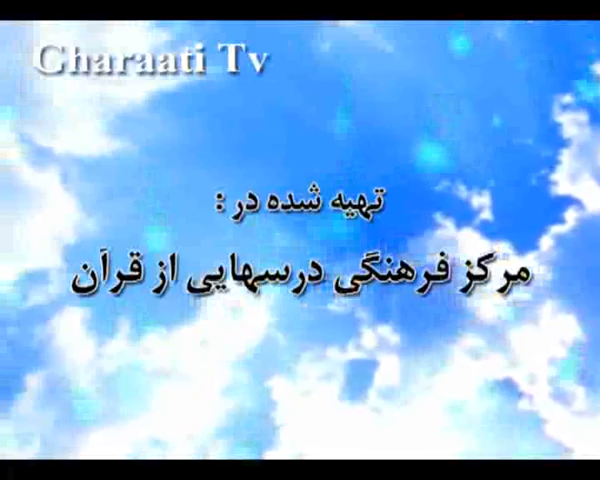 Gharaati Tv
تهیه شده در :
مرکز فرهنگی درسهایی از قرآن